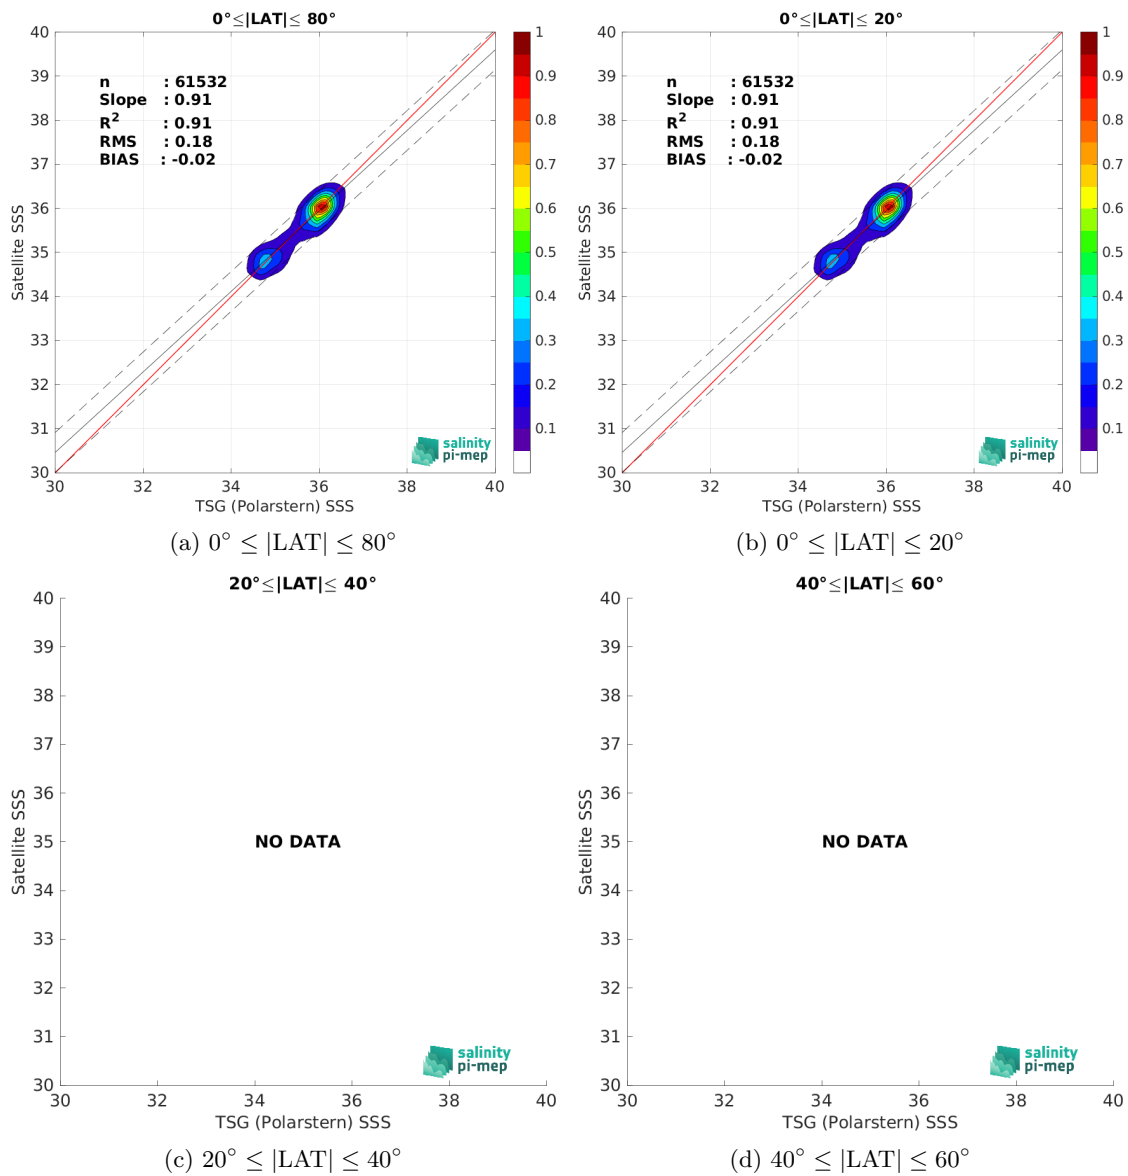 0°≤|LAT|≤ 80°
Satellite SSS
40
39
38
37
36
35
34
33
32
31
30
n : 61532
Slope : 0.91
R² : 0.91
RMS : 0.18
BIAS : -0.02
salinity
pi-mep
30 32 34 36 38 40
TSG (Polarstern) SSS
1
0.9
0.8
0.7
0.6
0.5
0.4
0.3
0.2
0.1
(a) 0° ≤ |LAT| ≤ 80°
0°≤|LAT|≤ 20°
Satellite SSS
40
39
38
37
36
35
34
33
32
31
30
n : 61532
Slope : 0.91
R² : 0.91
RMS : 0.18
BIAS : -0.02
salinity
pi-mep
30 32 34 36 38 40
TSG (Polarstern) SSS
1
0.9
0.8
0.7
0.6
0.5
0.4
0.3
0.2
0.1
(b) 0° ≤ |LAT| ≤ 20°
20°≤|LAT|≤ 40°
Satellite SSS
40
39
38
37
36
35
34
33
32
31
30
NO DATA
salinity
pi-mep
30 32 34 36 38 40
TSG (Polarstern) SSS
(c) 20° ≤ |LAT| ≤ 40°
40°≤|LAT|≤ 60°
Satellite SSS
40
39
38
37
36
35
34
33
32
31
30
NO DATA
salinity
pi-mep
30 32 34 36 38 40
TSG (Polarstern) SSS
(d) 40° ≤ |LAT| ≤ 60°